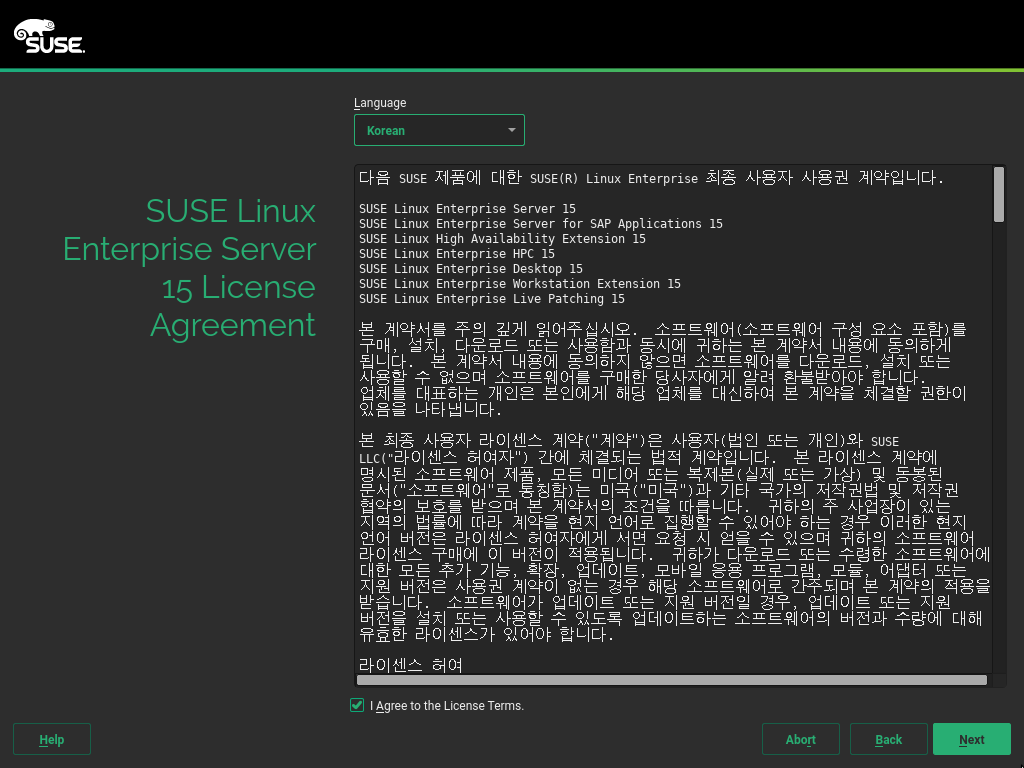 SUSE
Language
Korean
SUSE Linux
Enterprise Server
15 License
Agreement
다음 SUSE 제품에 대한 SUSE(R) Linux Enterprise 최종 사용자 사용권 계약입니다.
SUSE Linux Enterprise Server 15
SUSE Linux Enterprise Server for SAP Applications 15
SUSE Linux High Availability Extension 15
SUSE Linux Enterprise HPC 15
SUSE Linux Enterprise Desktop 15
SUSE Linux Enterprise Workstation Extension 15
SUSE Linux Enterprise Live Patching 15
본 계약서를 주의 깊게 읽어주십시오.  소프트웨어(소프트웨어 구성 요소 포함)를
구매, 설치, 다운로드 또는 사용함과 동시에 귀하는 본 계약서 내용에 동의하게
됩니다.  본 계약서 내용에 동의하지 않으면 소프트웨어를 다운로드, 설치 또는
사용할 수 없으며 소프트웨어를 구매한 당사자에게 알려 환불받아야 합니다.
업체를 대표하는 개인은 본인에게 해당 업체를 대신하여 본 계약을 체결할 권한이
있음을 나타냅니다.
본 최종 사용자 라이센스 계약("계약")은 사용자(법인 또는 개인)와 SUSE
LLC("라이센스 허여자") 간에 체결되는 법적 계약입니다.  본 라이센스 계약에
명시된 소프트웨어 제품, 모든 미디어 또는 복제본(실제 또는 가상) 및 동봉된
문서("소프트웨어"로 통칭함)는 미국("미국")과 기타 국가의 저작권법 및 저작권
협약의 보호를 받으며 본 계약서의 조건을 따릅니다.  귀하의 주 사업장이 있는
지역의 법률에 따라 계약을 현지 언어로 집행할 수 있어야 하는 경우 이러한 현지
언어 버전은 라이센스 허여자에게 서면 요청 시 얻을 수 있으며 귀하의 소프트웨어
라이센스 구매에 이 버전이 적용됩니다.  귀하가 다운로드 또는 수령한 소프트웨어에
대한 모든 추가 기능, 확장, 업데이트, 모바일 응용 프로그램, 모듈, 어댑터 또는
지원 버전은 사용권 계약이 없는 경우 해당 소프트웨어로 간주되며 본 계약의 적용을
받습니다.  소프트웨어가 업데이트 또는 지원 버전일 경우, 업데이트 또는 지원
버전을 설치 또는 사용할 수 있도록 업데이트하는 소프트웨어의 버전과 수량에 대해
유효한 라이센스가 있어야 합니다.
라이센스 허여
I Agree to the License Terms.
Help
Abort
Back
Next